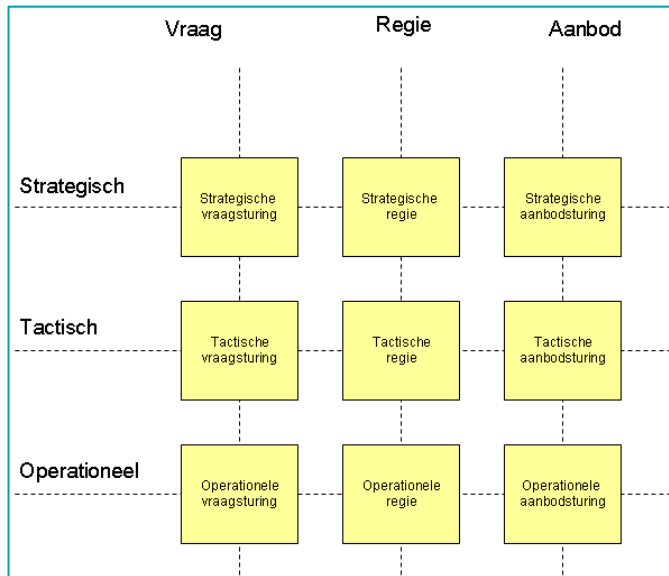 Vraag Regie Aanbod
Strategisch
Strategische
vraagsturing
Strategische
regie
Strategische
aanbodsturing
Tactisch
Tactische
vraagsturing
Tactische
regie
Tactische
aanbodsturing
Operationeel
Operationele
vraagsturing
Operationele
regie
Operationele
aanbodsturing